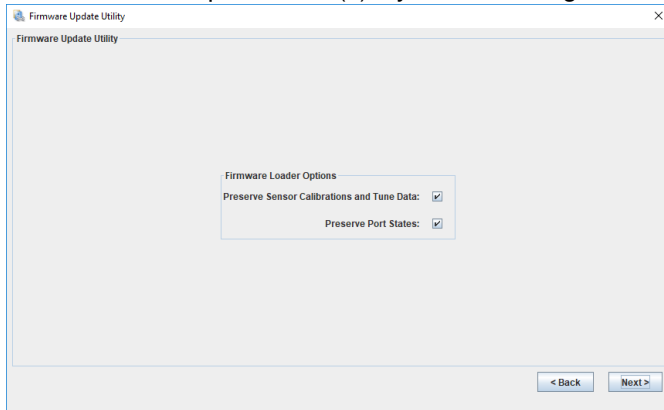 Firmware Update Utility
Firmware Update Utility
Firmware Loader Options
Preserve Sensor Calibrations and Tune Data:
Preserve Port States:
< Back Next >